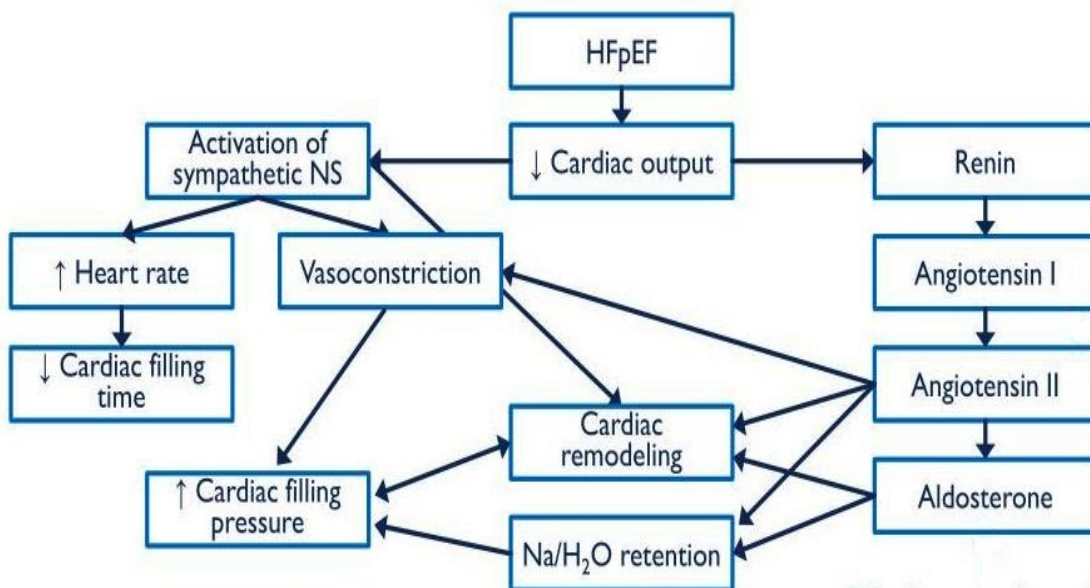 HFpEF
Activation of
sympathetic NS
↓ Cardiac output
Renin
↑ Heart rate
Vasoconstriction
Angiotensin I
↓ Cardiac filling
time
Angiotensin II
Cardiac
remodeling
↑ Cardiac filling
pressure
Aldosterone
Na/H₂O retention